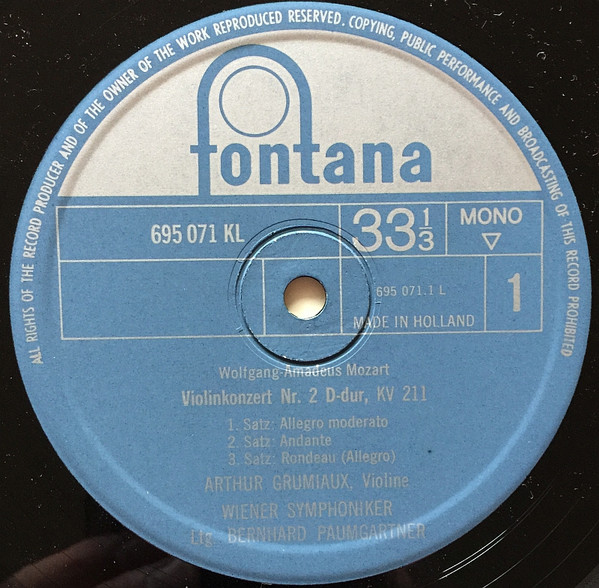 ALL RIGHTS OF THE RECORD PRODUCER AND OF THE OWNER OF THE WORK REPRODUCED RESERVED. COPYING, PUBLIC PERFORMANCE AND BROADCASTING OF THIS RECORD PROHIBITED
fontana
695 071 KL
33 1/3
MONO
▽
695 071.1 L
MADE IN HOLLAND
1
Wolfgang-Amadeus Mozart
Violinkonzert Nr. 2 D-dur, KV 211
1. Satz: Allegro moderato
2. Satz: Andante
3. Satz: Rondeau (Allegro)
ARTHUR GRUMIAUX, Violine
WIENER SYMPHONIKER
Ltg. BERNHARD PAUMGARTNER